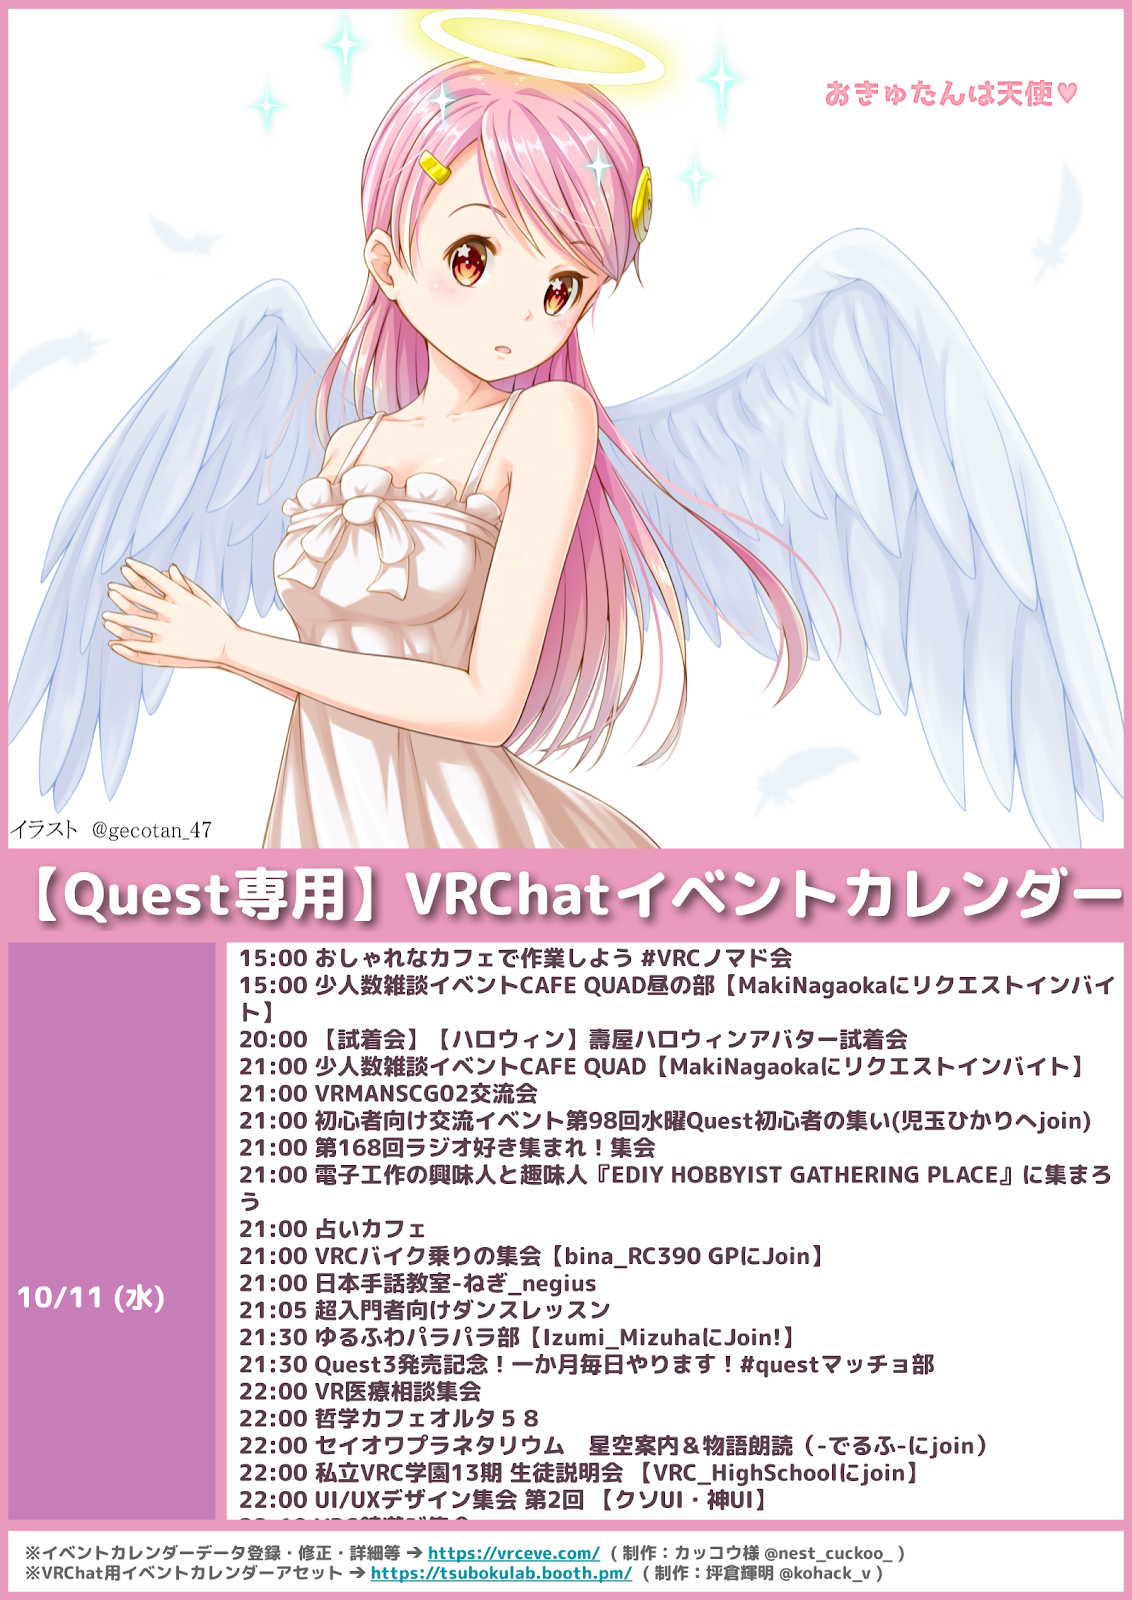 おきゅたんは天使♥
イラスト @gecotan_47
【Quest専用】VRChatイベントカレンダー
10/11 (水)
15:00 おしゃれなカフェで作業しよう #VRCノマド会
15:00 少人数雑談イベントCAFE QUAD昼の部【MakiNagaokaにリクエストインバイ
ト】
20:00 【試着会】【ハロウィン】壽屋ハロウィンアバター試着会
21:00 少人数雑談イベントCAFE QUAD【MakiNagaokaにリクエストインバイト】
21:00 VRMANSCG02交流会
21:00 初心者向け交流イベント第98回水曜Quest初心者の集い(児玉ひかりへjoin)
21:00 第168回ラジオ好き集まれ！集会
21:00 電子工作の興味人と趣味人『EDIY HOBBYIST GATHERING PLACE』に集まろ
う
21:00 占いカフェ
21:00 VRCバイク乗りの集会【bina_RC390 GPにJoin】
21:00 日本手話教室-ねぎ_negius
21:05 超入門者向けダンスレッスン
21:30 ゆるふわパラパラ部【Izumi_MizuhaにJoin!】
21:30 Quest3発売記念！一か月毎日やります！#questマッチョ部
22:00 VR医療相談集会
22:00 哲学カフェオルタ５８
22:00 セイオワプラネタリウム　星空案内＆物語朗読（-でるふ-にjoin）
22:00 私立VRC学園13期 生徒説明会 【VRC_HighSchoolにjoin】
22:00 UI/UXデザイン集会 第2回 【クソUI・神UI】
※イベントカレンダーデータ登録・修正・詳細等 ➔ https://vrceve.com/ （ 制作：カッコウ様 @nest_cuckoo_ ）
※VRChat用イベントカレンダーアセット ➔ https://tsubokulab.booth.pm/ （ 制作：坪倉輝明 @kohack_v ）